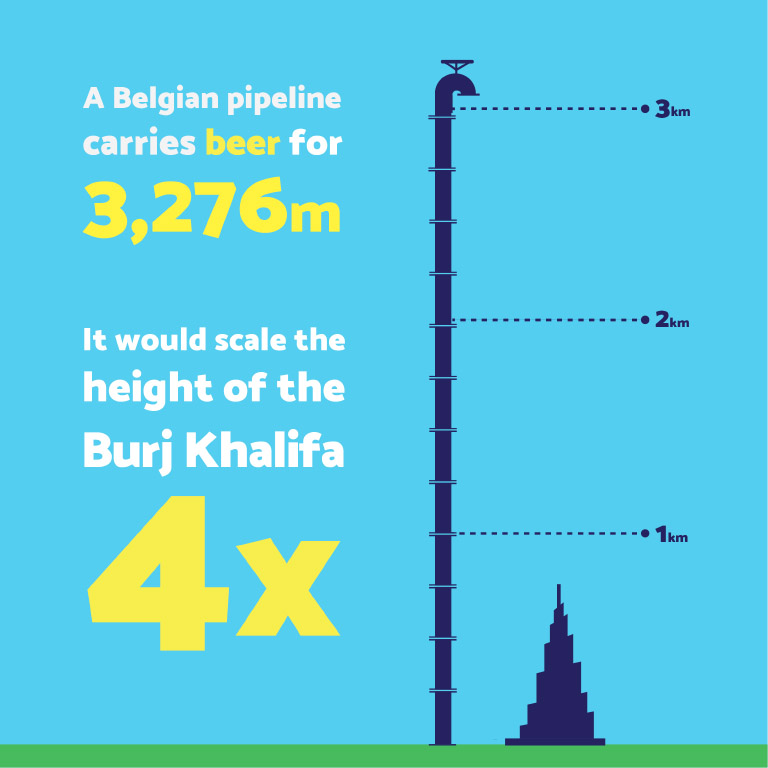 A Belgian pipeline
carries beer for
3,276m
It would scale the
height of the
Burj Khalifa
4x
3km
2km
1km